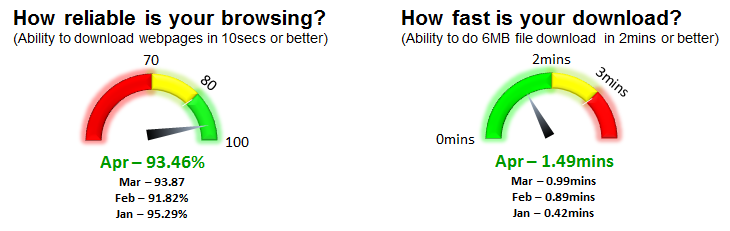 How reliable is your browsing?
(Ability to download webpages in 10secs or better)
70
80
100
Apr – 93.46%
Mar – 93.87
Feb – 91.82%
Jan – 95.29%
How fast is your download?
(Ability to do 6MB file download in 2mins or better)
2mins
3mins
0mins
Apr – 1.49mins
Mar – 0.99mins
Feb – 0.89mins
Jan – 0.42mins